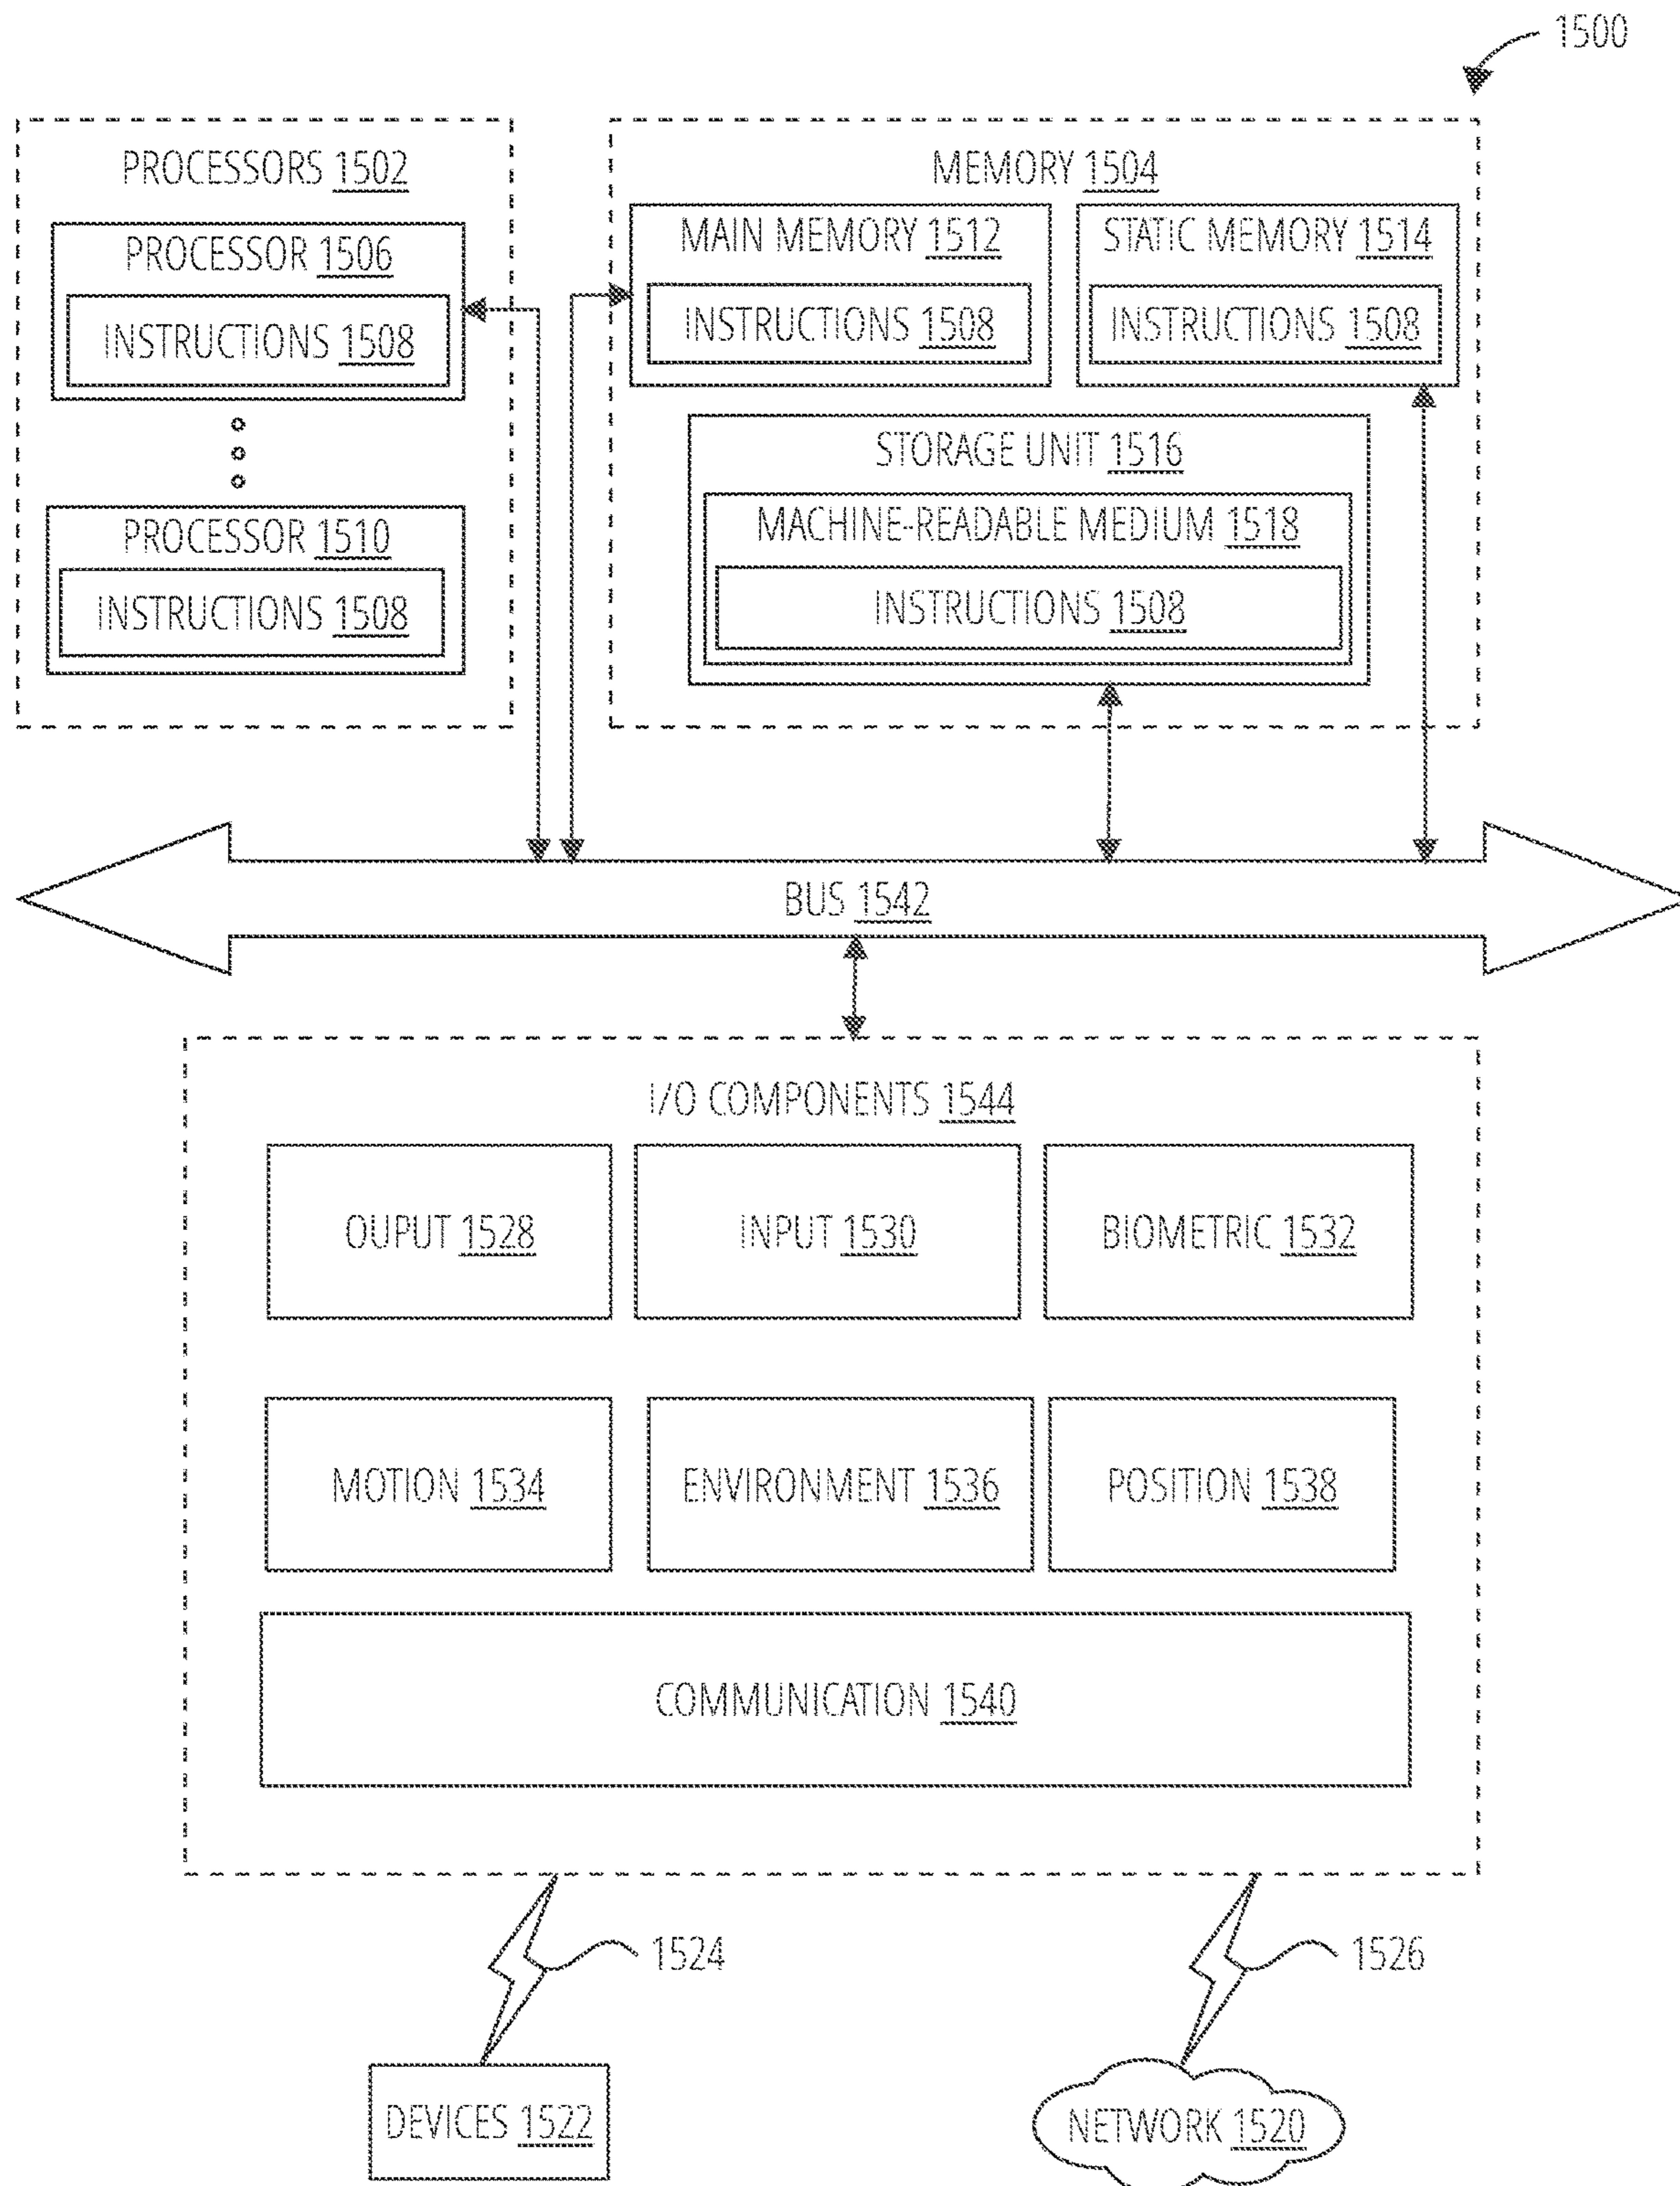 1500
PROCESSORS 1502
PROCESSOR 1506
INSTRUCTIONS 1508
PROCESSOR 1510
INSTRUCTIONS 1508
MEMORY 1504
MAIN MEMORY 1512
INSTRUCTIONS 1508
STATIC MEMORY 1514
INSTRUCTIONS 1508
STORAGE UNIT 1516
MACHINE-READABLE MEDIUM 1518
INSTRUCTIONS 1508
BUS 1542
I/O COMPONENTS 1544
OUPUT 1528
INPUT 1530
BIOMETRIC 1532
MOTION 1534
ENVIRONMENT 1536
POSITION 1538
COMMUNICATION 1540
1524
1526
DEVICES 1522
NETWORK 1520